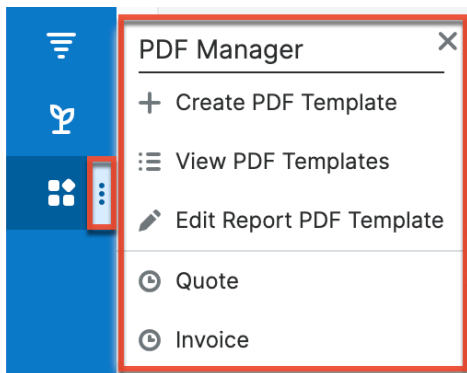 PDF Manager
Create PDF Template
View PDF Templates
Edit Report PDF Template
Quote
Invoice